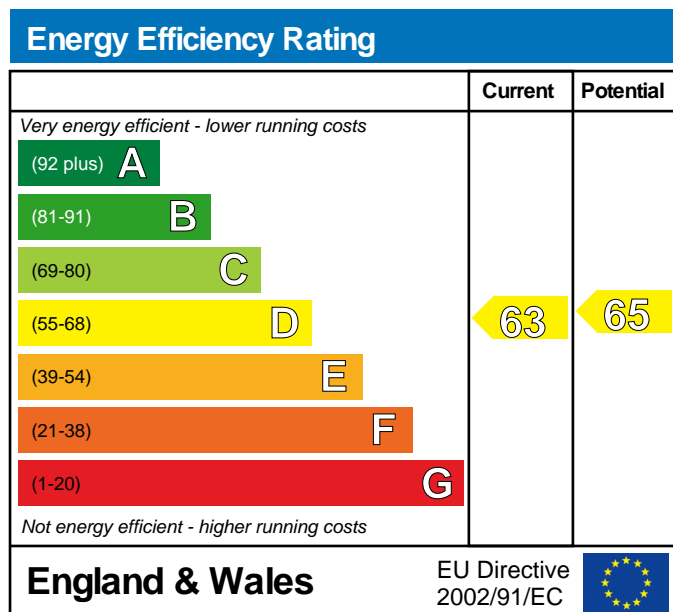 Energy Efficiency Rating
Current Potential
Very energy efficient - lower running costs
(92 plus) A
(81-91) B
(69-80) C
(55-68) D 63 65
(39-54) E
(21-38) F
(1-20) G
Not energy efficient - higher running costs
England & Wales
EU Directive
2002/91/EC